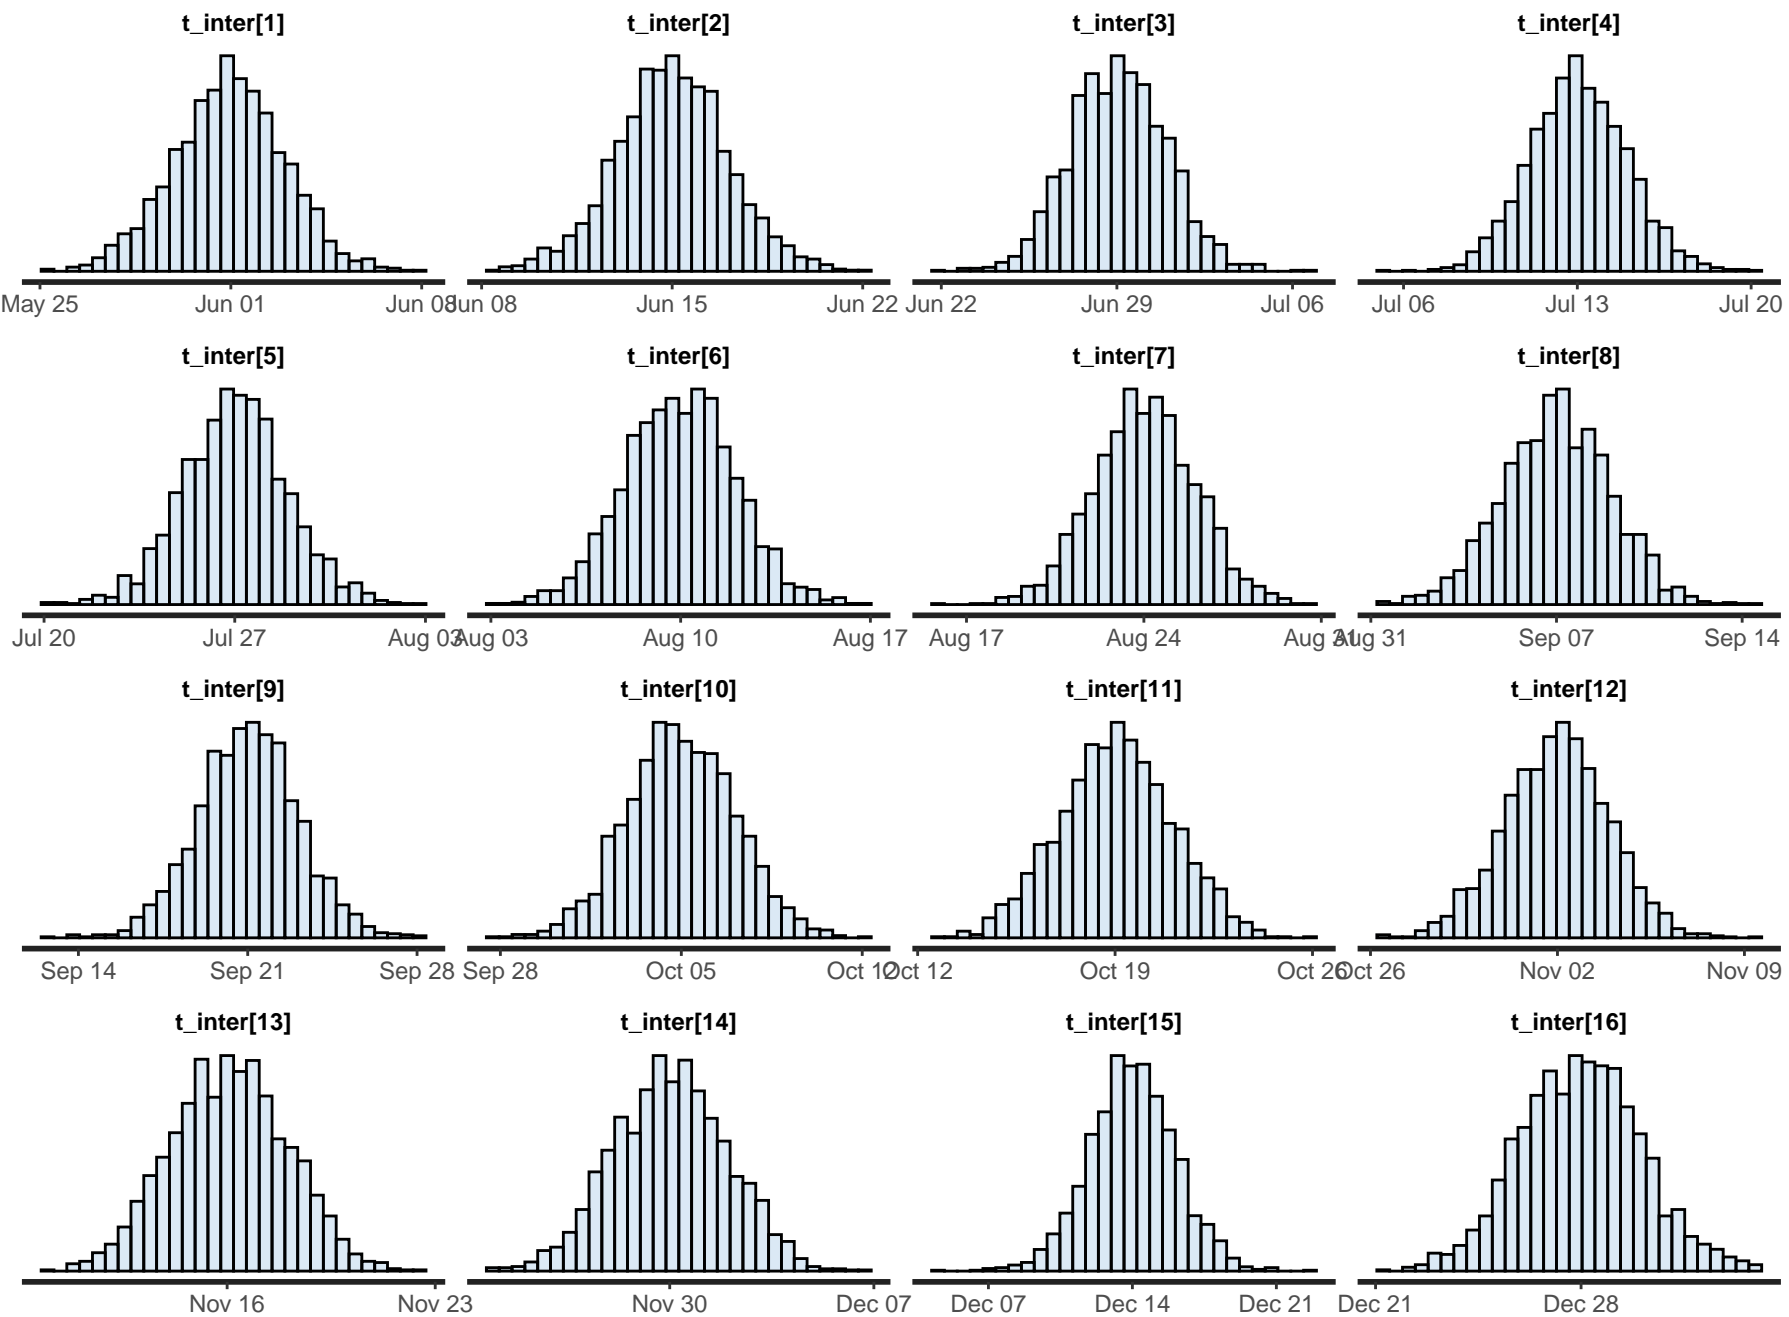 t_inter[1] t_inter[2] t_inter[3] t_inter[4]
May 25 Jun 01 Jun 08 Jun 08 Jun 15 Jun 22 Jun 22 Jun 29 Jul 06 Jul 06 Jul 13 Jul 20
t_inter[5] t_inter[6] t_inter[7] t_inter[8]
Jul 20 Jul 27 Aug 03 Aug 03 Aug 10 Aug 17 Aug 17 Aug 24 Aug 31 Aug 31 Sep 07 Sep 14
t_inter[9] t_inter[10] t_inter[11] t_inter[12]
Sep 14 Sep 21 Sep 28 Sep 28 Oct 05 Oct 12 Oct 12 Oct 19 Oct 26 Oct 26 Nov 02 Nov 09
t_inter[13] t_inter[14] t_inter[15] t_inter[16]
Nov 16 Nov 23 Nov 30 Dec 07 Dec 07 Dec 14 Dec 21 Dec 21 Dec 28